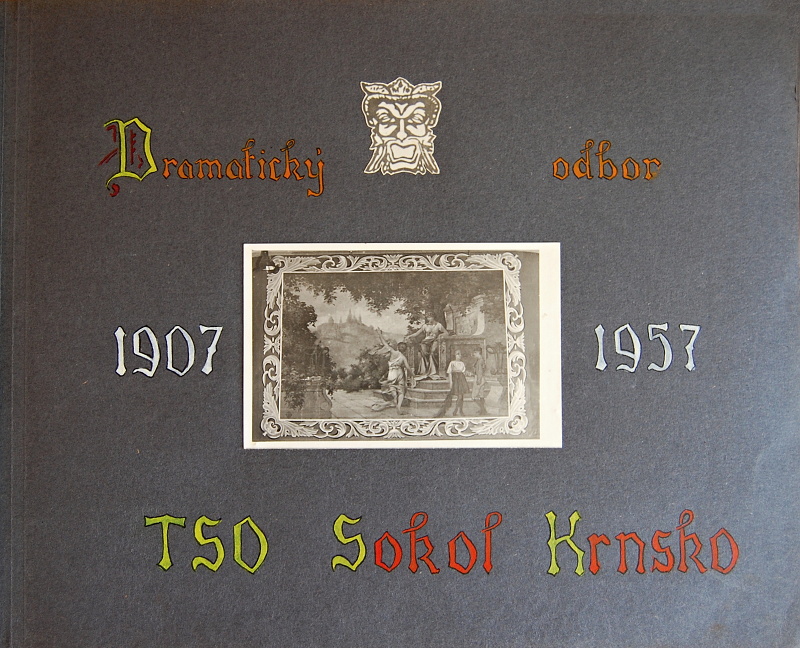 Dramatický odbor
1907 1957
TSO Sokol Krnsko